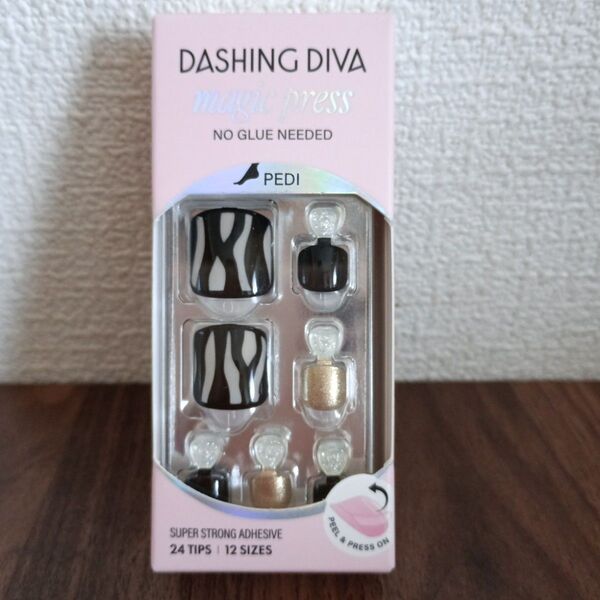 DASHING DIVA
magic press
NO GLUE NEEDED
PEDI
PEEL & PRESS ON
SUPER STRONG ADHESIVE
24 TIPS | 12 SIZES